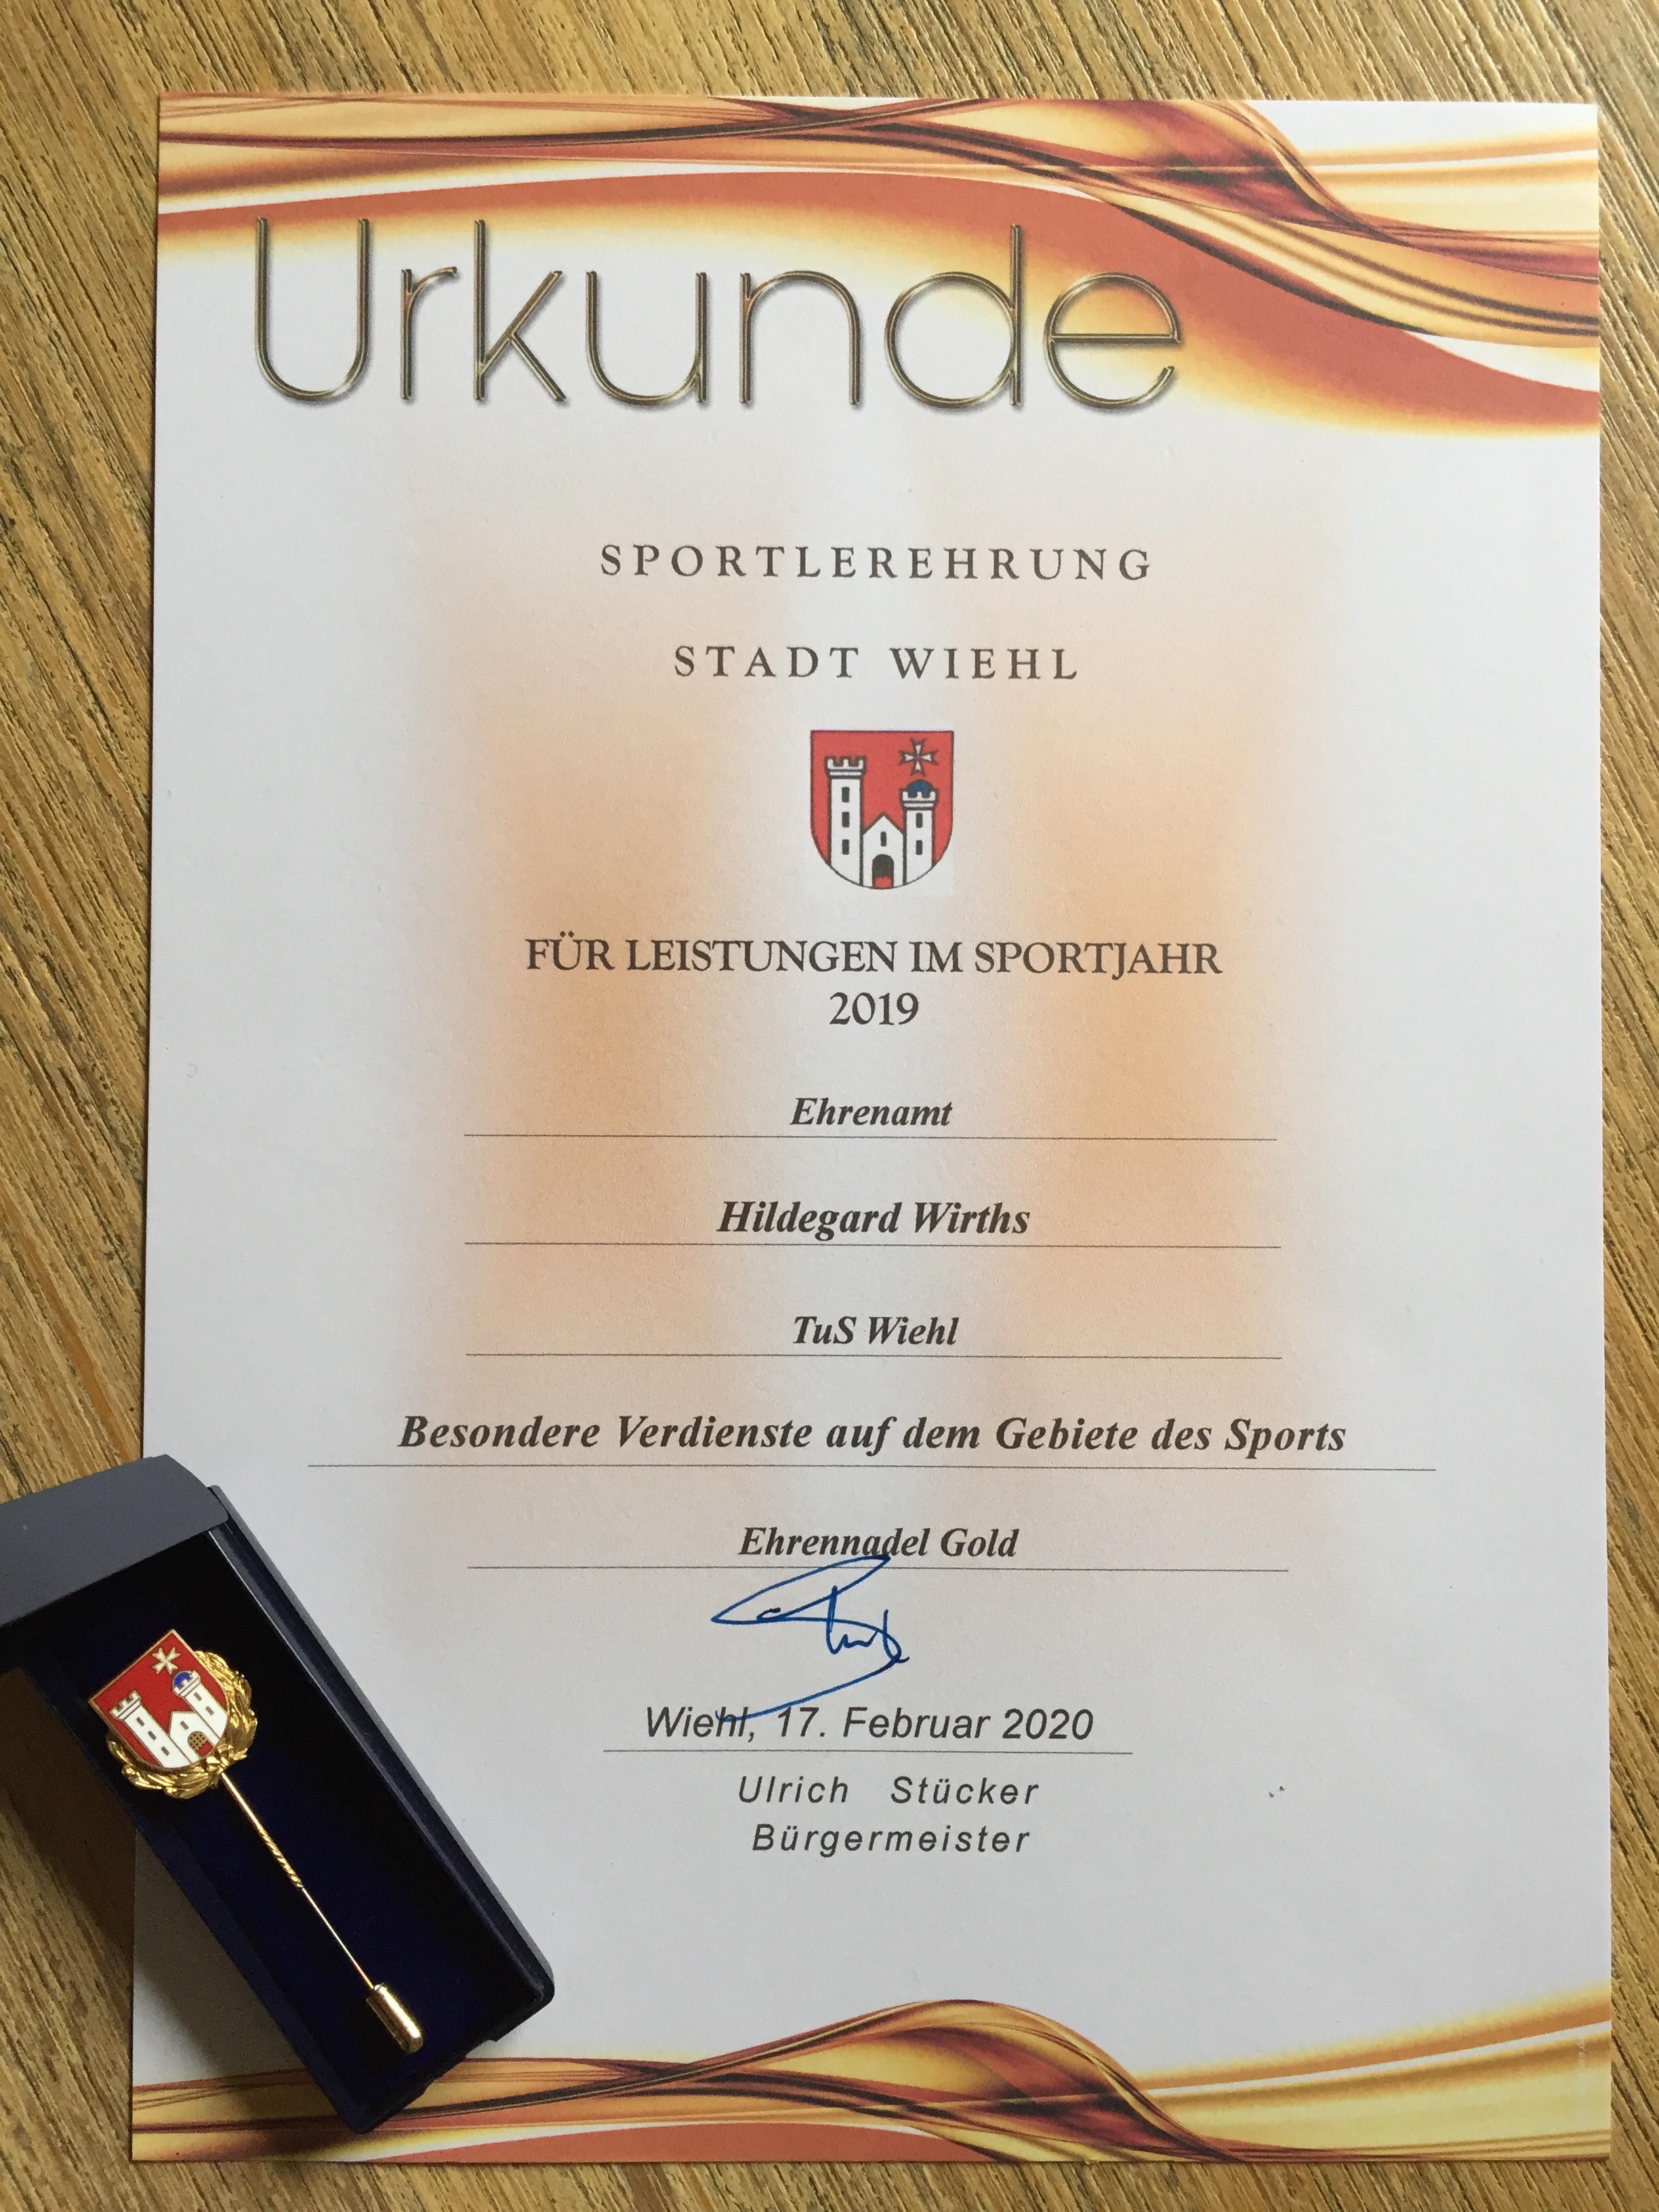 Urkunde
SPORTLEREHRUNG
STADT WIEHL
FÜR LEISTUNGEN IM SPORTJAHR
2019
Ehrenamt
Hildegard Wirths
TuS Wiehl
Besondere Verdienste auf dem Gebiete des Sports
Ehrennadel Gold
Wiehl, 17. Februar 2020
Ulrich Stücker
Bürgermeister